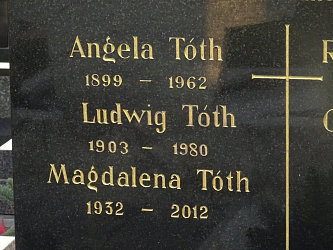 Angela Tóth
1899 - 1962
Ludwig Tóth
1903 - 1980
Magdalena Tóth
1932 - 2012